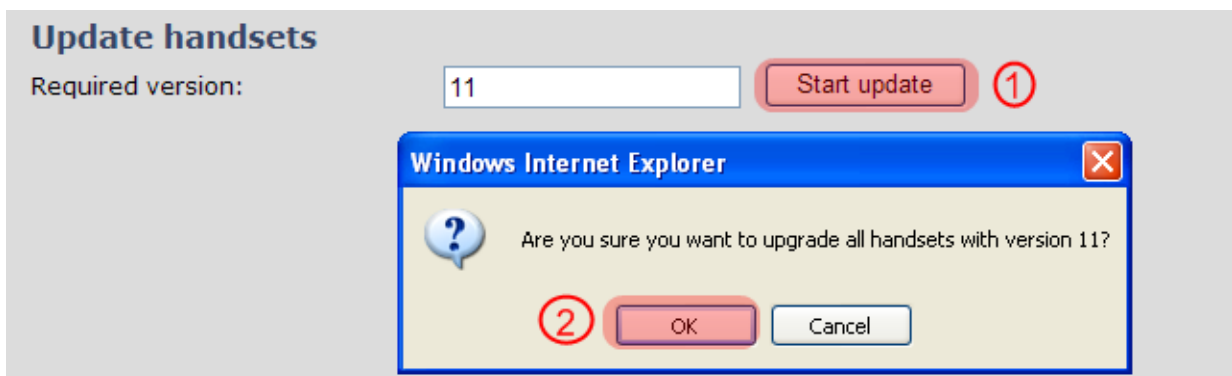 Update handsets
Required version: 11 Start update 1
Windows Internet Explorer
? Are you sure you want to upgrade all handsets with version 11?
2 OK Cancel